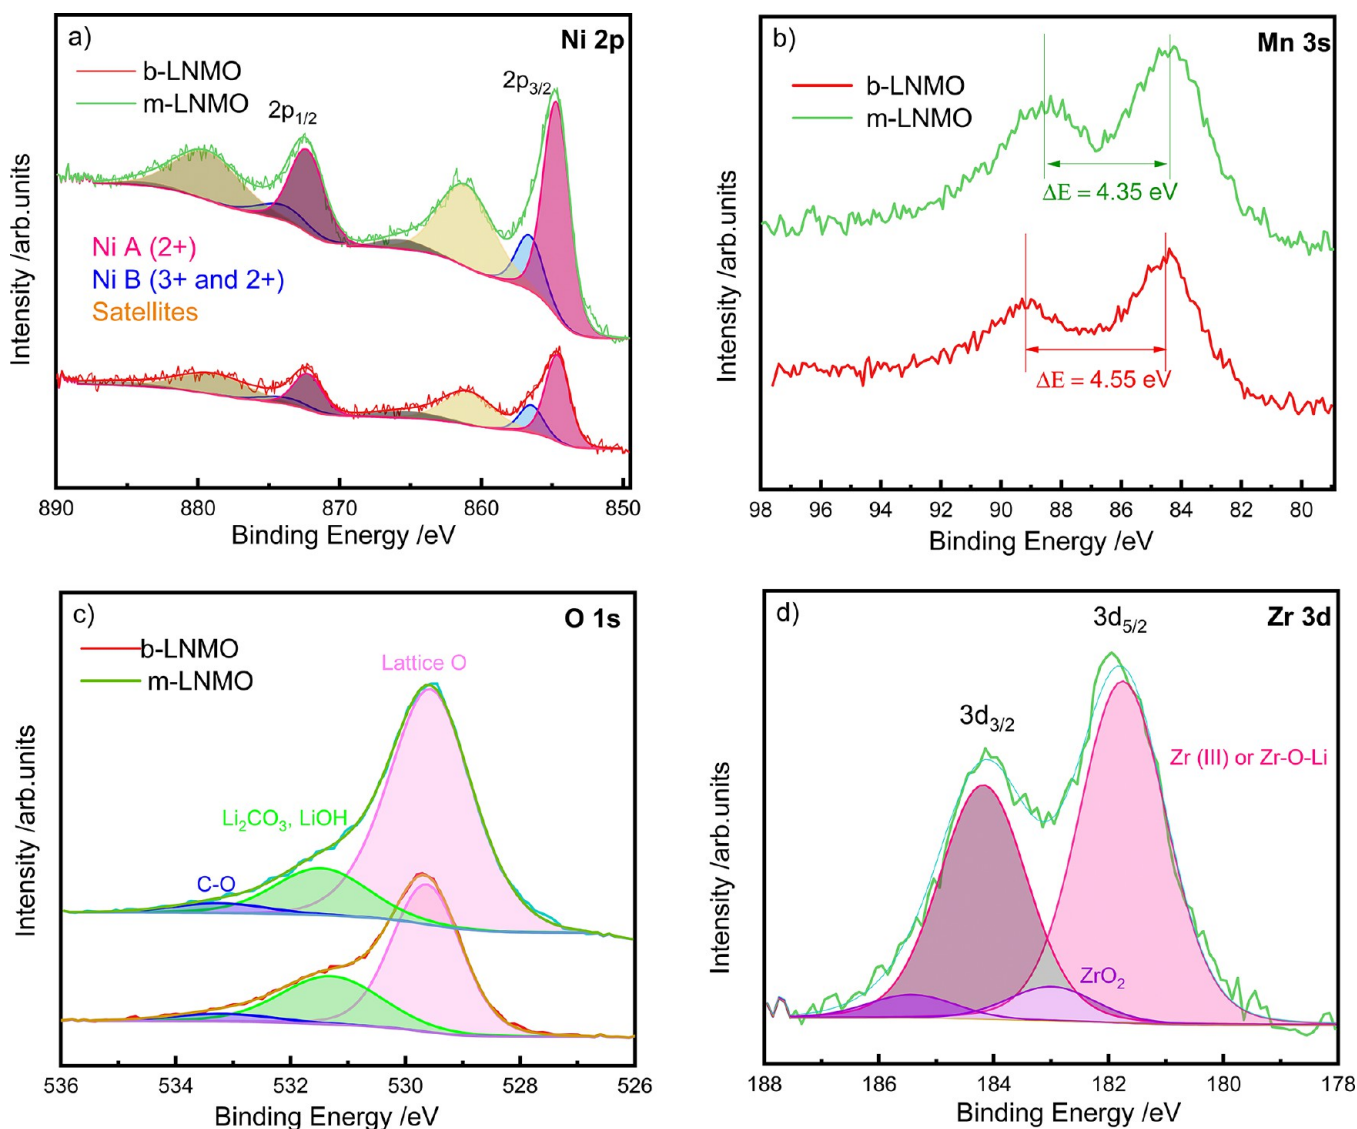 a)
Ni 2p
b-LNMO
m-LNMO
2p1/2
2p3/2
Ni A (2+)
Ni B (3+ and 2+)
Satellites
Intensity /arb.units
890 880 870 860 850
Binding Energy /eV
b)
Mn 3s
b-LNMO
m-LNMO
ΔE = 4.35 eV
ΔE = 4.55 eV
Intensity /arb.units
98 96 94 92 90 88 86 84 82 80
Binding Energy /eV
c)
O 1s
b-LNMO
m-LNMO
Lattice O
Li2CO3, LiOH
C-O
Intensity /arb.units
536 534 532 530 528 526
Binding Energy /eV
d)
Zr 3d
3d5/2
3d3/2
Zr (III) or Zr-O-Li
ZrO2
Intensity /arb.units
188 186 184 182 180 178
Binding Energy /eV